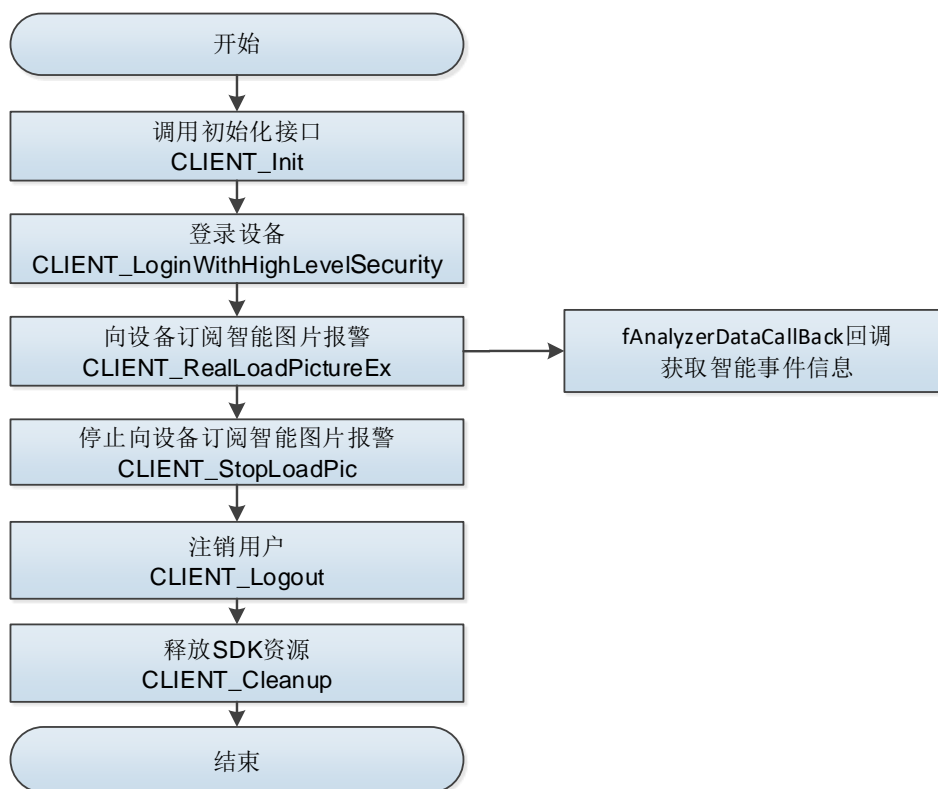 开始
调用初始化接口
CLIENT_Init
登录设备
CLIENT_LoginWithHighLevelSecurity
向设备订阅智能图片报警
CLIENT_RealLoadPictureEx
fAnalyzerDataCallBack回调
获取智能事件信息
停止向设备订阅智能图片报警
CLIENT_StopLoadPic
注销用户
CLIENT_Logout
释放SDK资源
CLIENT_Cleanup
结束